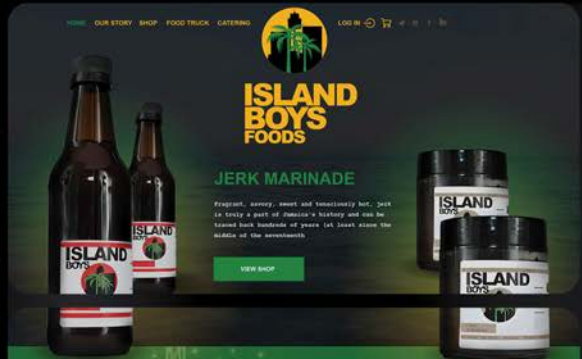 HOME OUR STORY SHOP FOOD TRUCK CATERING LOG IN
ISLAND
BOYS
FOODS
JERK MARINADE
Fragrant, savory, sweet and tenaciously hot, jerk
is truly a part of Jamaica's history and can be
traced back hundreds of years (at least since the
middle of the seventeenth
VIEW SHOP
ISLAND
BOYS
ISLAND
BOYS
ISLAND
BOYS
ISLAND
BOYS